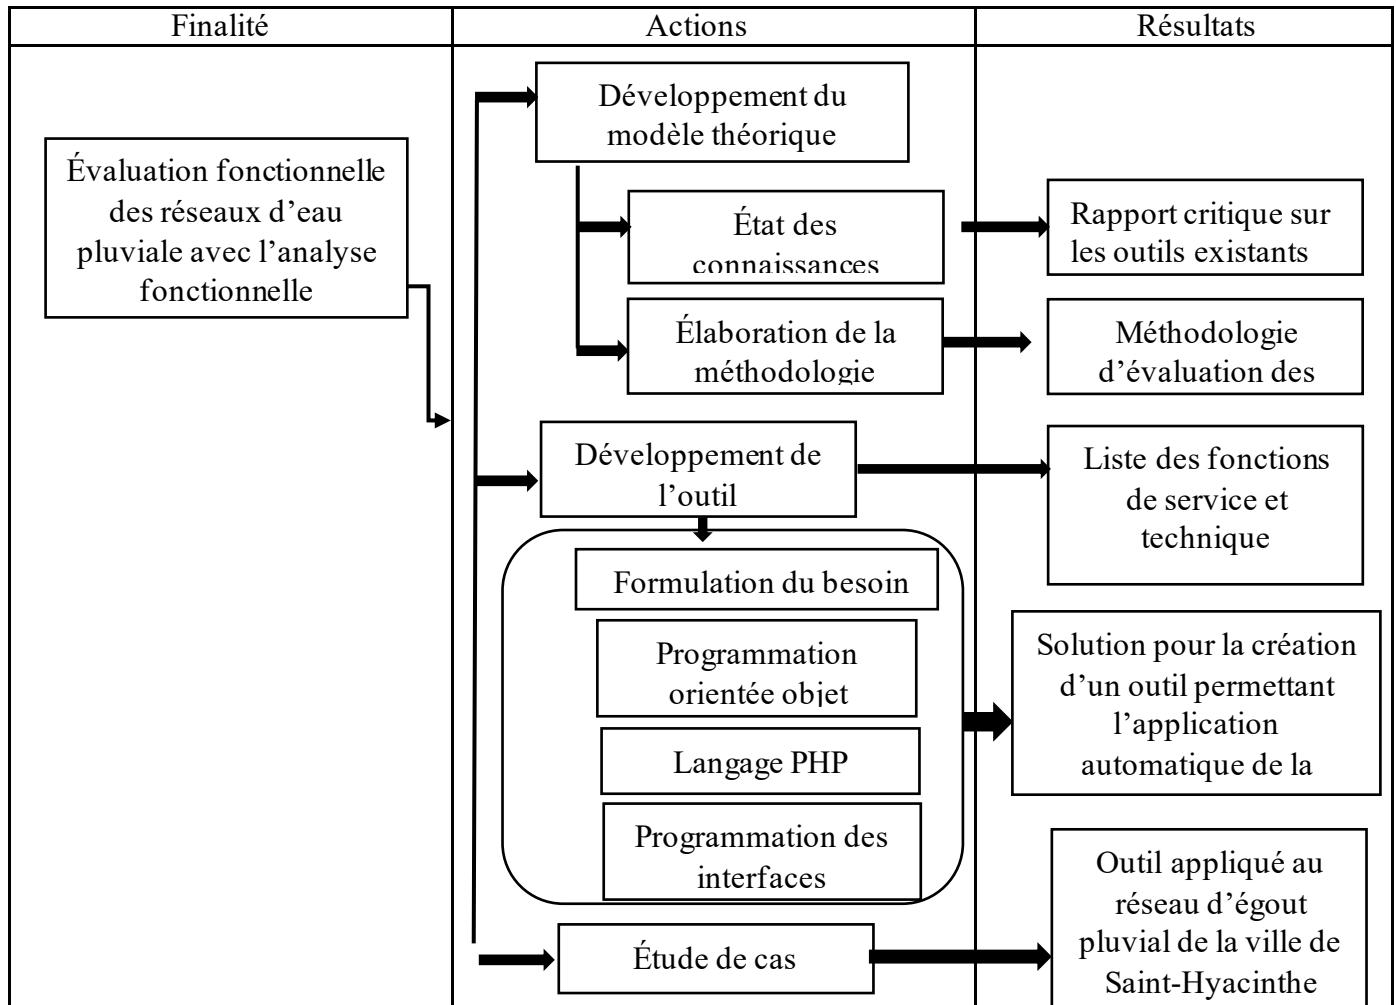 Finalité
Actions
Résultats
Évaluation fonctionnelle
des réseaux d’eau
pluviale avec l’analyse
fonctionnelle
Développement du
modèle théorique
État des
connaissances
Rapport critique sur
les outils existants
Élaboration de la
méthodologie
Méthodologie
d’évaluation des
Développement de
l’outil
Liste des fonctions
de service et
technique
Formulation du besoin
Programmation
orientée objet
Langage PHP
Programmation des
interfaces
Solution pour la création
d’un outil permettant
l’application
automatique de la
Étude de cas
Outil appliqué au
réseau d’égout
pluvial de la ville de
Saint-Hyacinthe